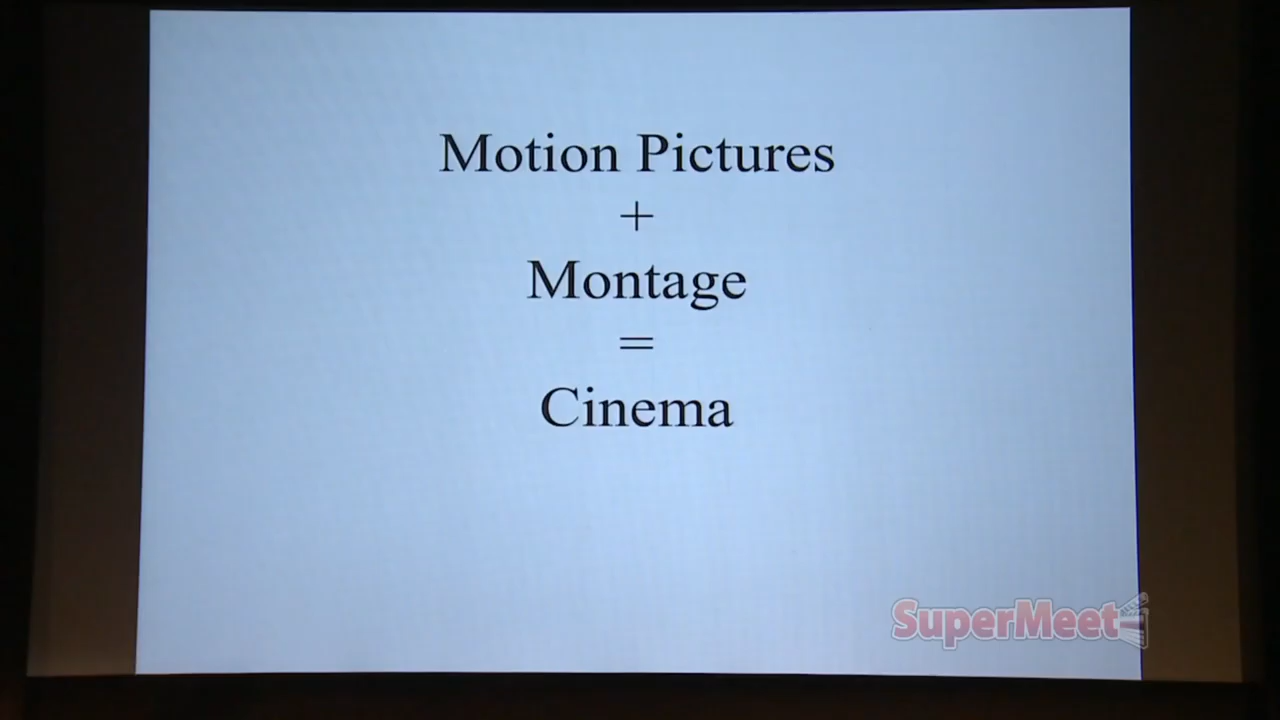 Motion Pictures
+
Montage
=
Cinema
SuperMeet